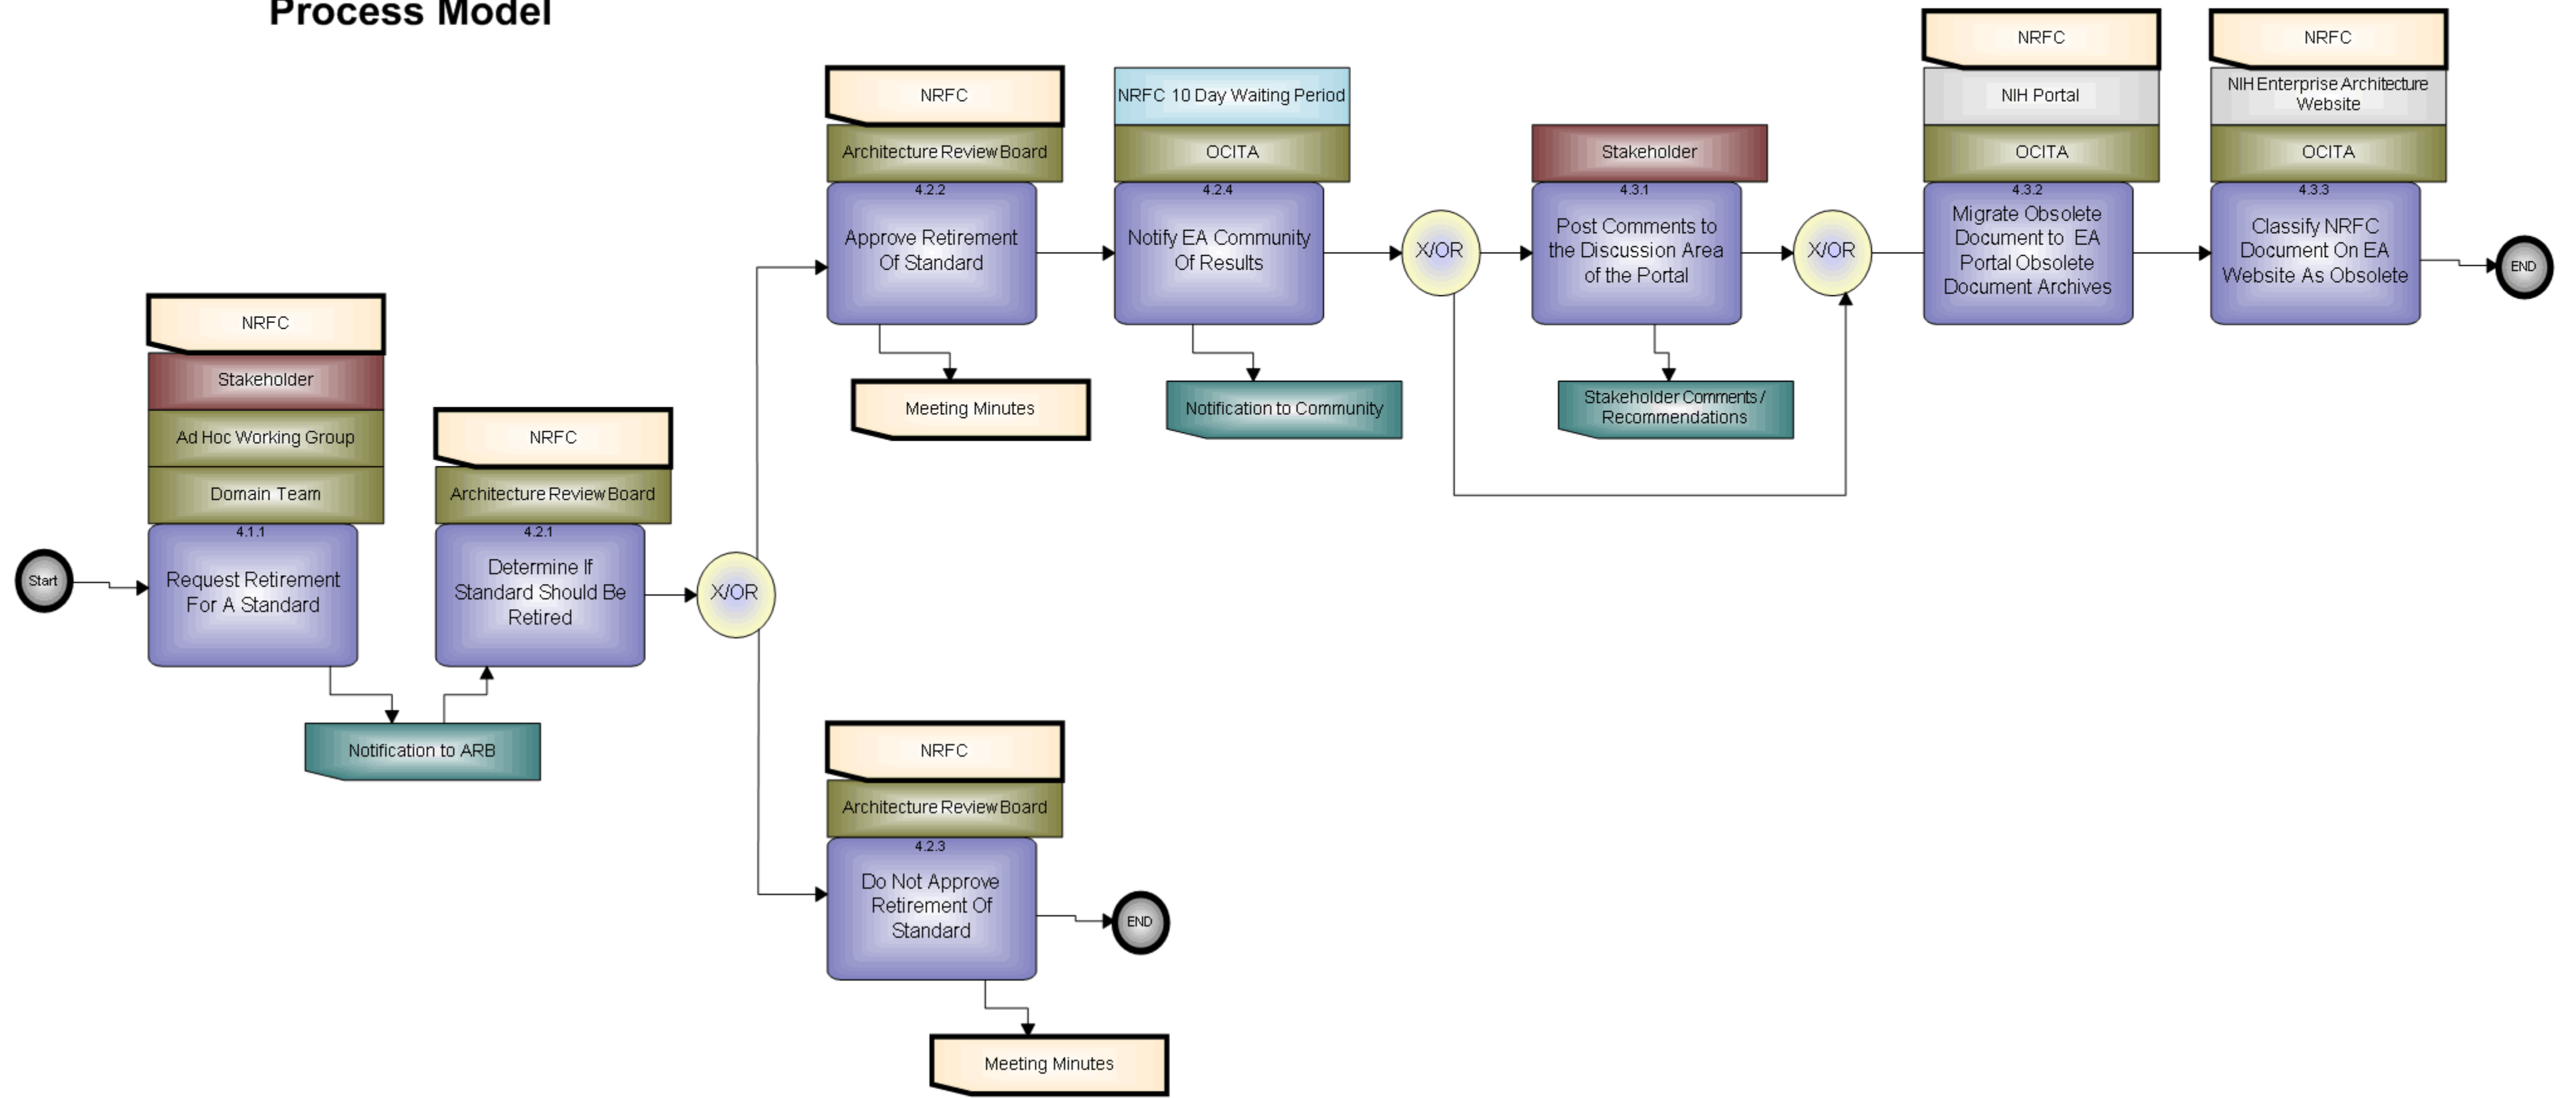 Process Model
Start
NRFC
Stakeholder
Ad Hoc Working Group
Domain Team
4.1.1
Request Retirement
For A Standard
Notification to ARB
NRFC
Architecture Review Board
4.2.1
Determine If
Standard Should Be
Retired
X/OR
NRFC
Architecture Review Board
4.2.2
Approve Retirement
Of Standard
Meeting Minutes
NRFC 10 Day Waiting Period
OCITA
4.2.4
Notify EA Community
Of Results
Notification to Community
X/OR
Stakeholder
4.3.1
Post Comments to
the Discussion Area
of the Portal
Stakeholder Comments /
Recommendations
X/OR
NRFC
NIH Portal
OCITA
4.3.2
Migrate Obsolete
Document to EA
Portal Obsolete
Document Archives
NRFC
NIH Enterprise Architecture
Website
OCITA
4.3.3
Classify NRFC
Document On EA
Website As Obsolete
END
NRFC
Architecture Review Board
4.2.3
Do Not Approve
Retirement Of
Standard
END
Meeting Minutes